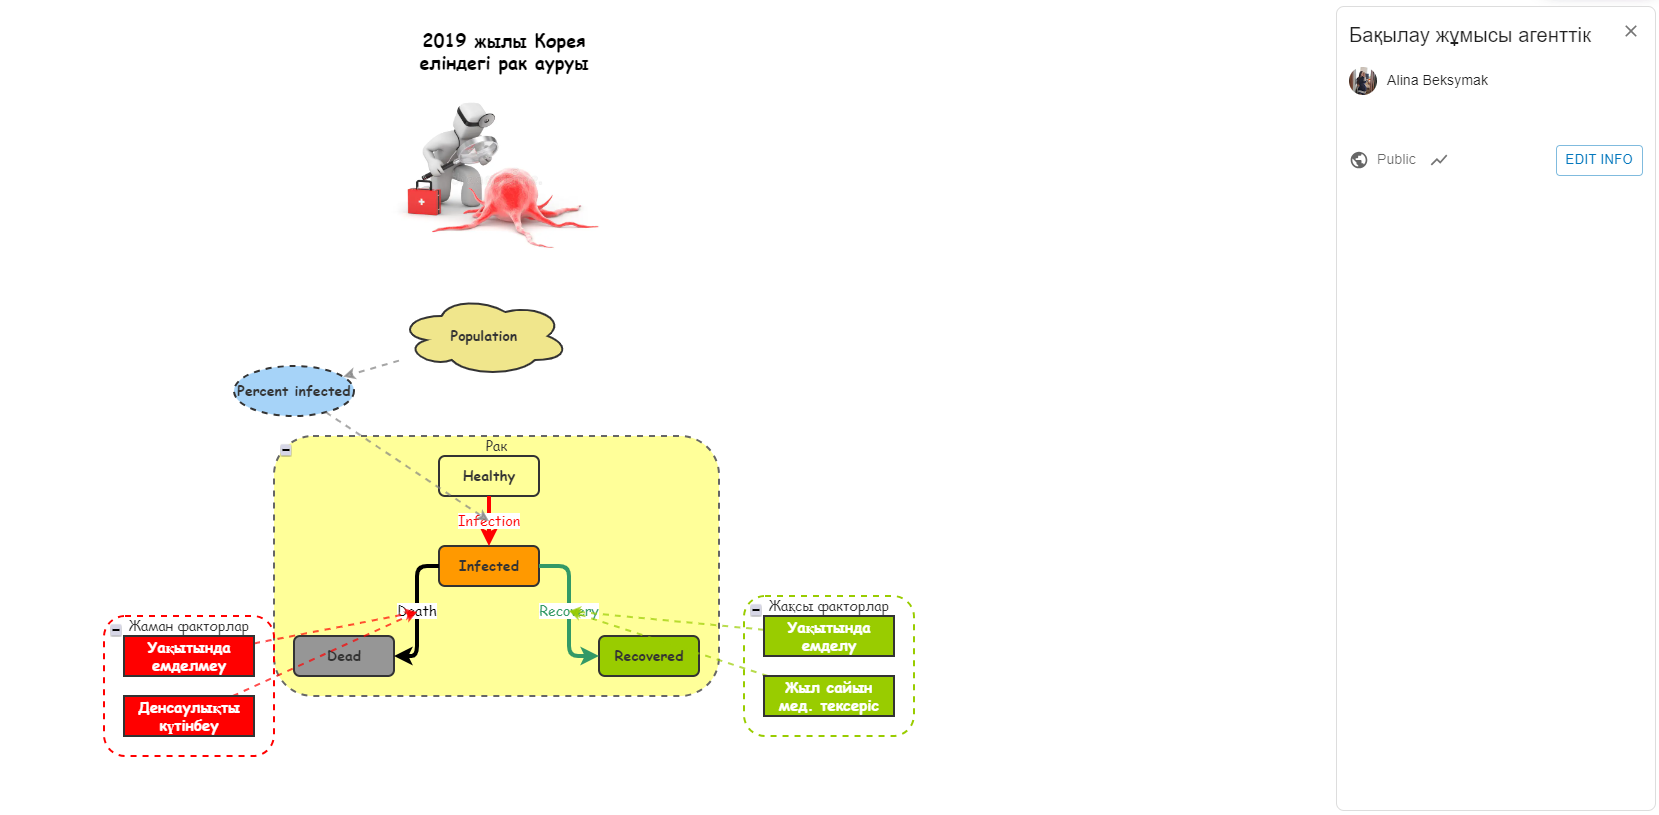 2019 жылы Корея
еліндегі рак ауруы
Population
Percent infected
Рак
Healthy
Infection
Infected
Death
Recovery
Dead
Recovered
Жаман факторлар
Уақытында
емделмеу
Денсаулықты
күтінбеу
Жақсы факторлар
Уақытында
емделу
Жыл сайын
мед. тексеріс
Бақылау жұмысы агенттік
Alina Beksymak
Public
EDIT INFO